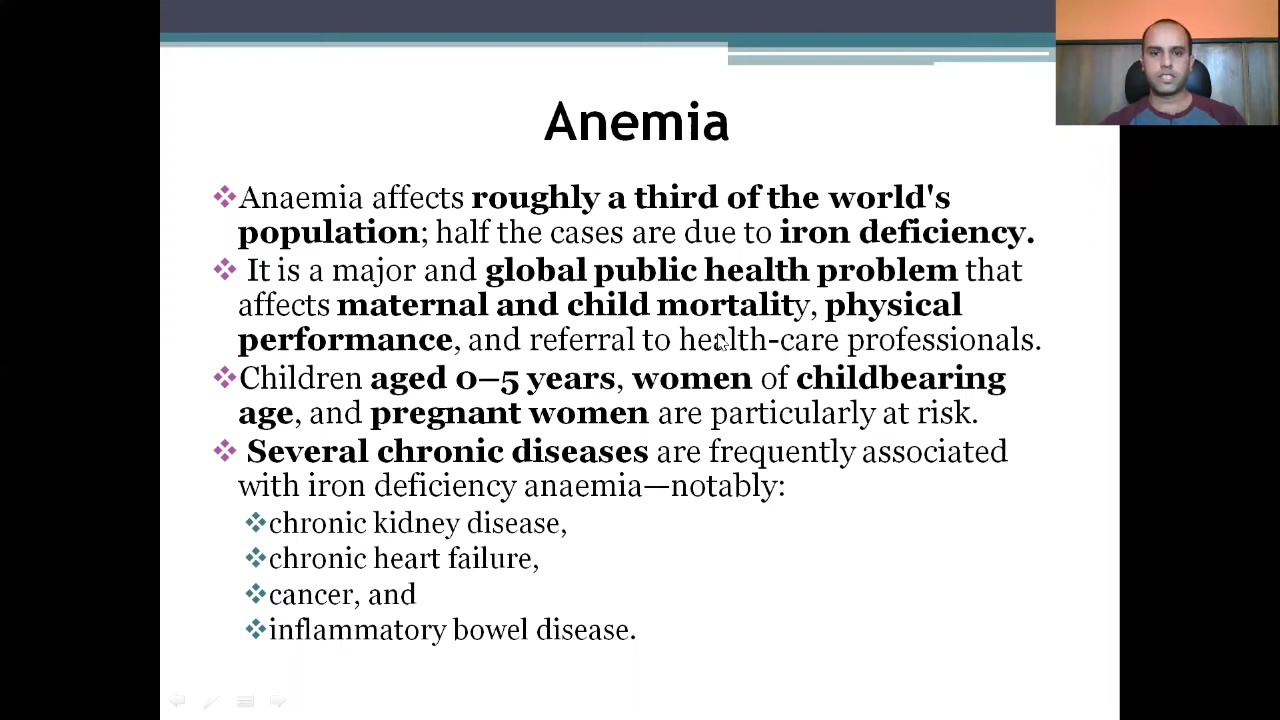 Anemia
Anaemia affects roughly a third of the world's
population; half the cases are due to iron deficiency.
It is a major and global public health problem that
affects maternal and child mortality, physical
performance, and referral to health-care professionals.
Children aged 0–5 years, women of childbearing
age, and pregnant women are particularly at risk.
Several chronic diseases are frequently associated
with iron deficiency anaemia—notably:
chronic kidney disease,
chronic heart failure,
cancer, and
inflammatory bowel disease.